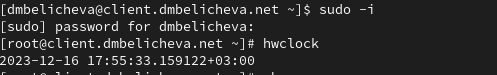 [dmbelicheva@client.dmbelicheva.net ~]$ sudo -i
[sudo] password for dmbelicheva:
[root@client.dmbelicheva.net ~]# hwclock
2023-12-16 17:55:33.159122+03:00